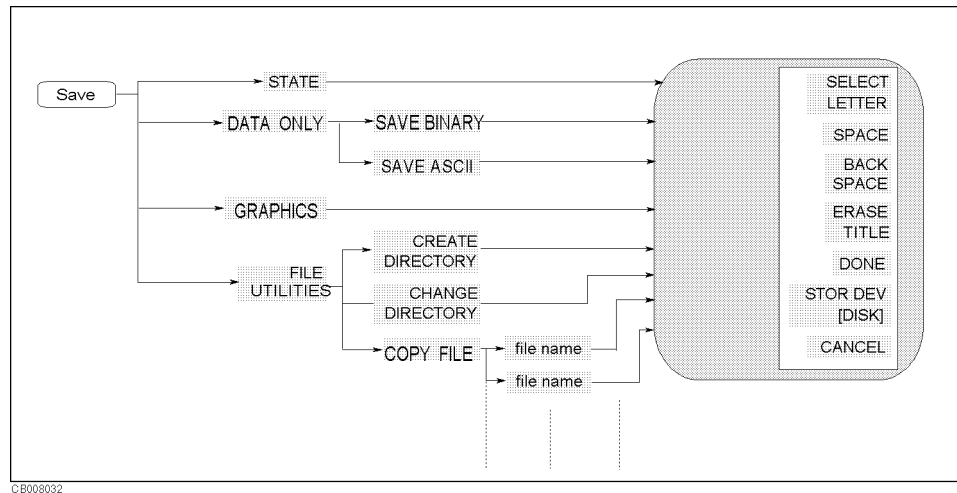 Save
STATE
DATA ONLY
SAVE BINARY
SAVE ASCII
GRAPHICS
FILE
UTILITIES
CREATE
DIRECTORY
CHANGE
DIRECTORY
COPY FILE
file name
file name
SELECT
LETTER
SPACE
BACK
SPACE
ERASE
TITLE
DONE
STOR DEV
[DISK]
CANCEL
CB008032